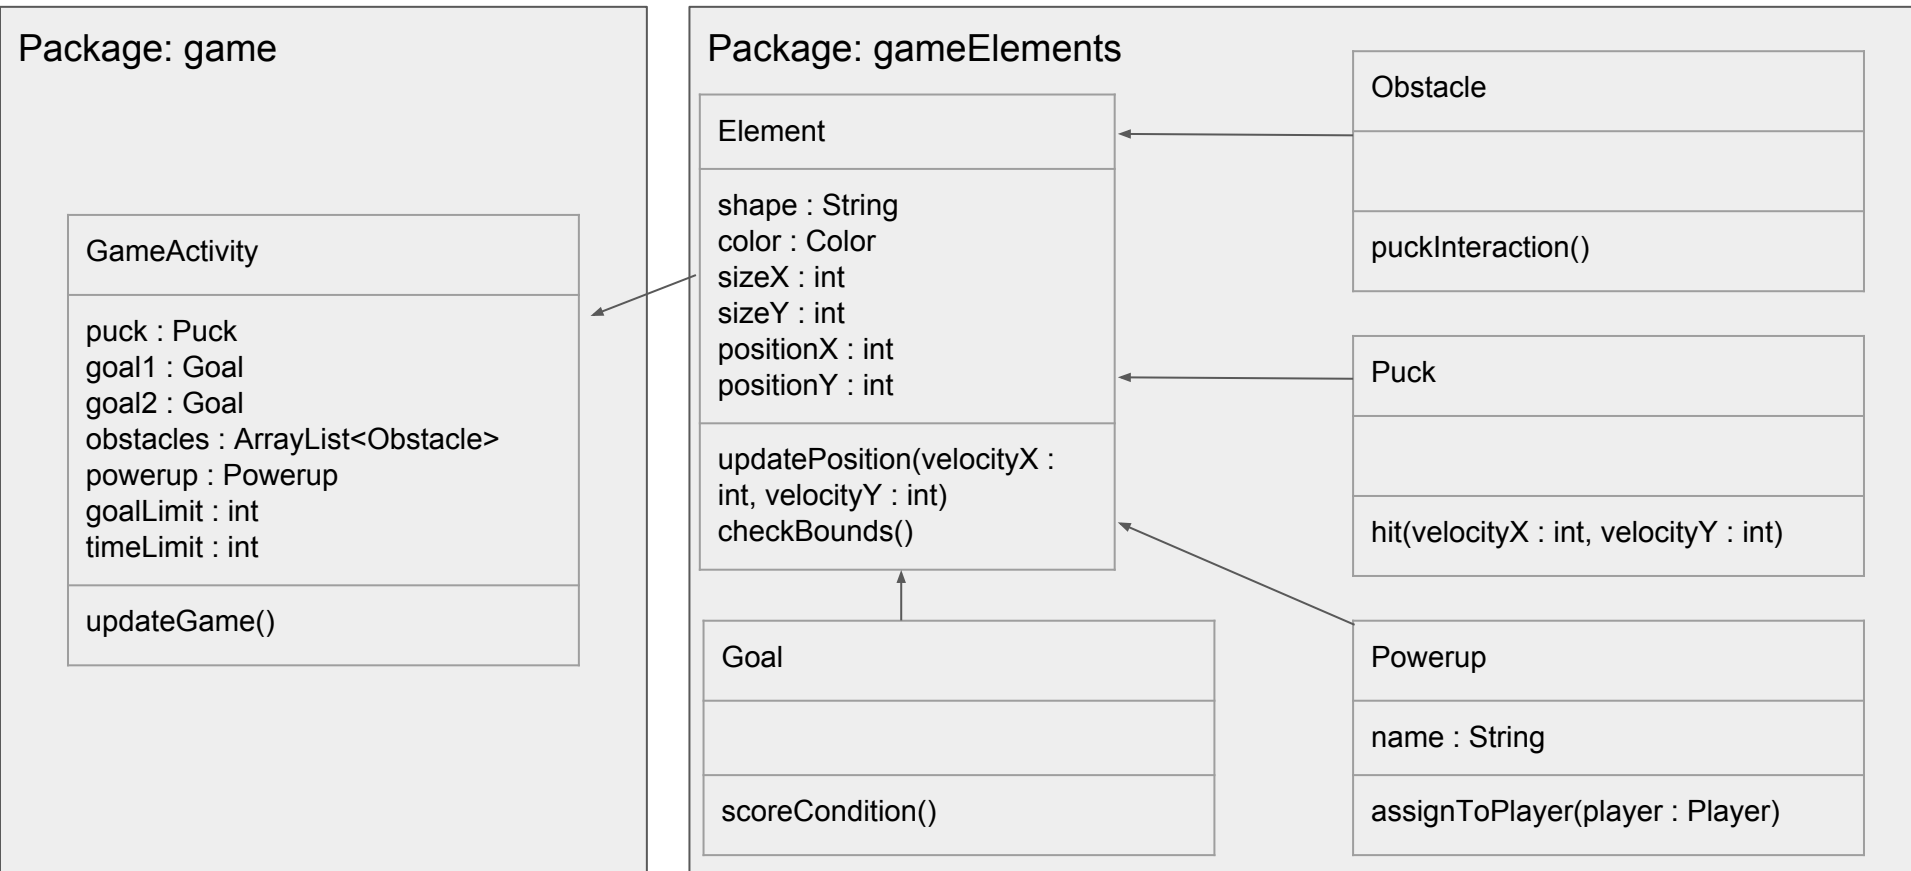 Package: game
GameActivity
puck : Puck
goal1 : Goal
goal2 : Goal
obstacles : ArrayList<Obstacle>
powerup : Powerup
goalLimit : int
timeLimit : int
updateGame()
Package: gameElements
Element
shape : String
color : Color
sizeX : int
sizeY : int
positionX : int
positionY : int
updatePosition(velocityX :
int, velocityY : int)
checkBounds()
Goal
scoreCondition()
Obstacle
puckInteraction()
Puck
hit(velocityX : int, velocityY : int)
Powerup
name : String
assignToPlayer(player : Player)